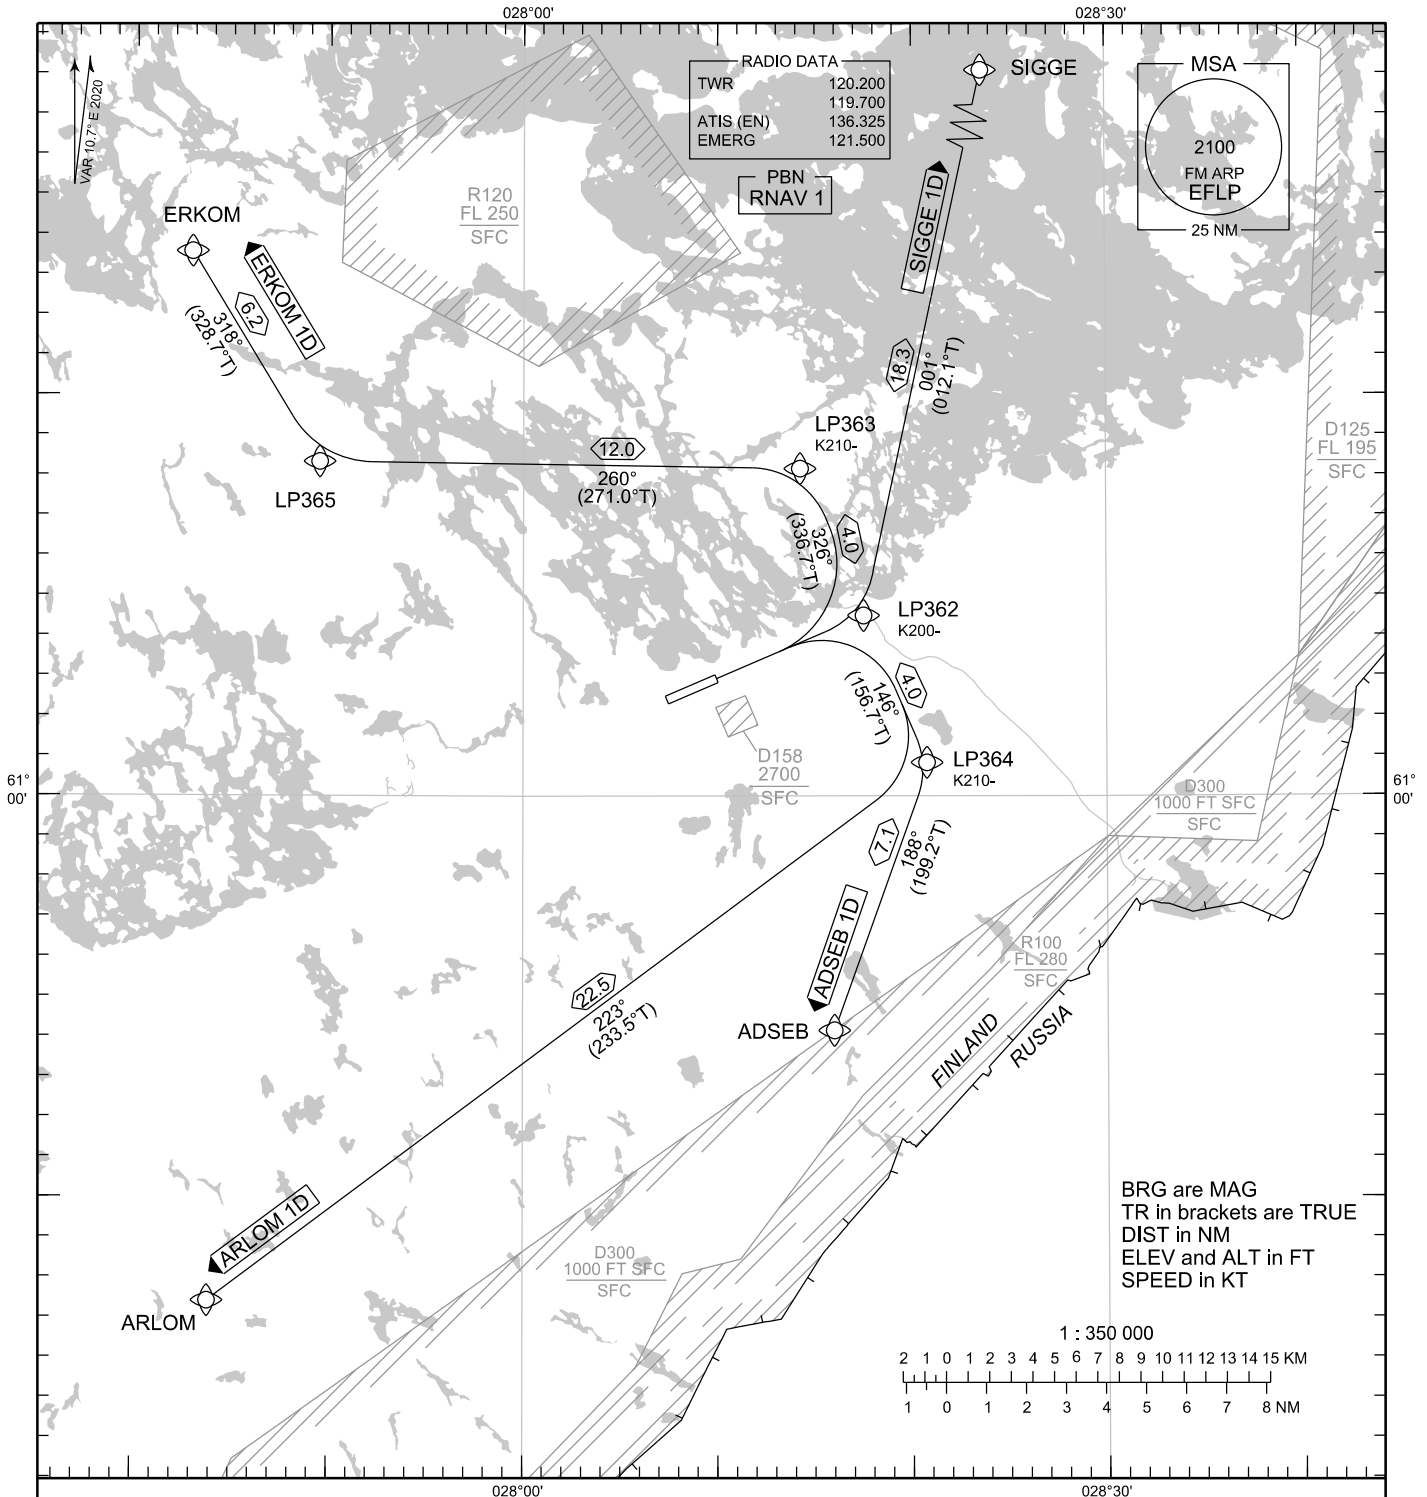 028°00'
028°30'
VAR 10.7° E 2020
RADIO DATA
TWR 120.200
119.700
ATIS (EN) 136.325
EMERG 121.500
PBN
RNAV 1
SIGGE
MSA
2100
FM ARP
EFLP
25 NM
R120
FL 250
SFC
ERKOM
ERKOM 1D
6.2
318°
(328.7°T)
SIGGE 1D
18.3
001°
(012.1°T)
LP363
K210-
D125
FL 195
SFC
LP365
12.0
260°
(271.0°T)
4.0
326°
(336.7°T)
LP362
K200-
4.0
146°
(156.7°T)
D158
2700
SFC
LP364
K210-
61°
00'
61°
00'
D300
1000 FT SFC
SFC
7.1
188°
(199.2°T)
ADSEB 1D
R100
FL 280
SFC
22.5
223°
(233.5°T)
ADSEB
FINLAND
RUSSIA
ARLOM 1D
ARLOM
D300
1000 FT SFC
SFC
BRG are MAG
TR in brackets are TRUE
DIST in NM
ELEV and ALT in FT
SPEED in KT
1 : 350 000
2 1 0 1 2 3 4 5 6 7 8 9 10 11 12 13 14 15 KM
1 0 1 2 3 4 5 6 7 8 NM
028°00'
028°30'